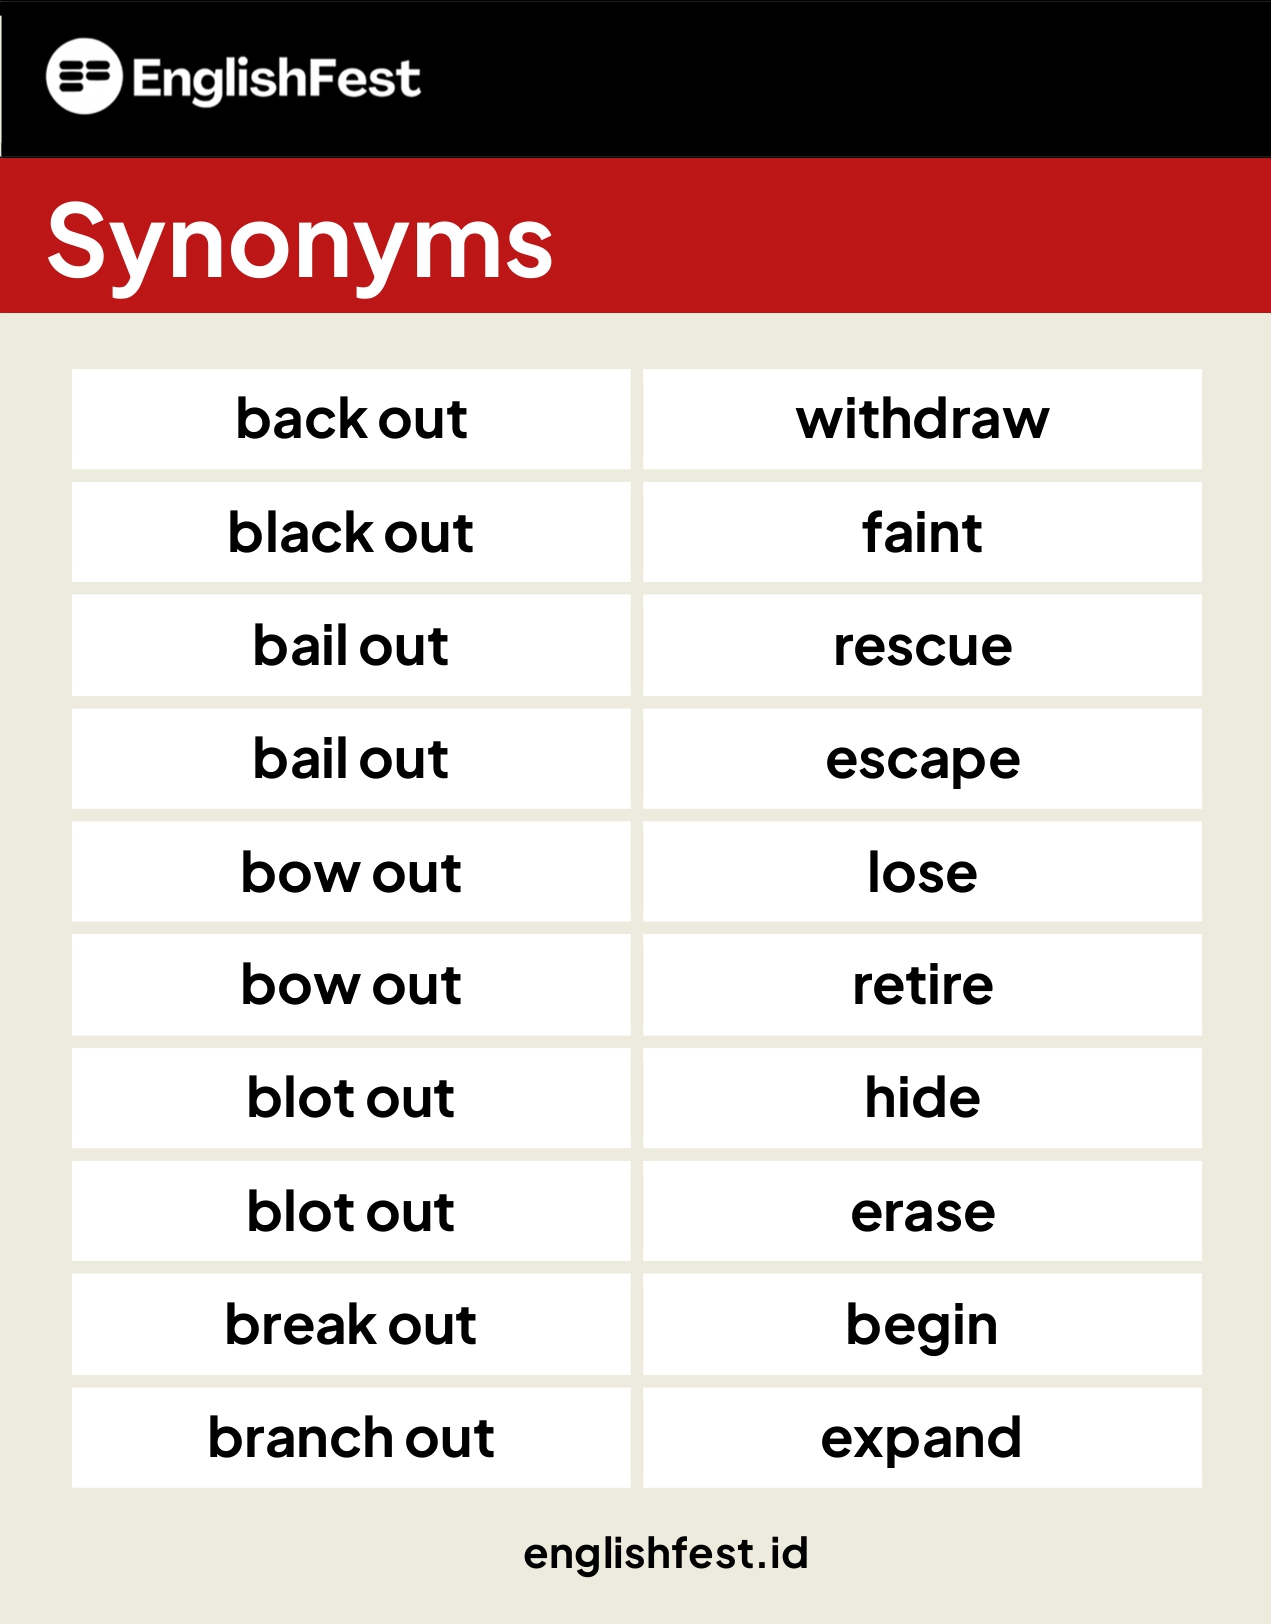 EnglishFest
Synonyms
back out withdraw
black out faint
bail out rescue
bail out escape
bow out lose
bow out retire
blot out hide
blot out erase
break out begin
branch out expand
englishfest.id